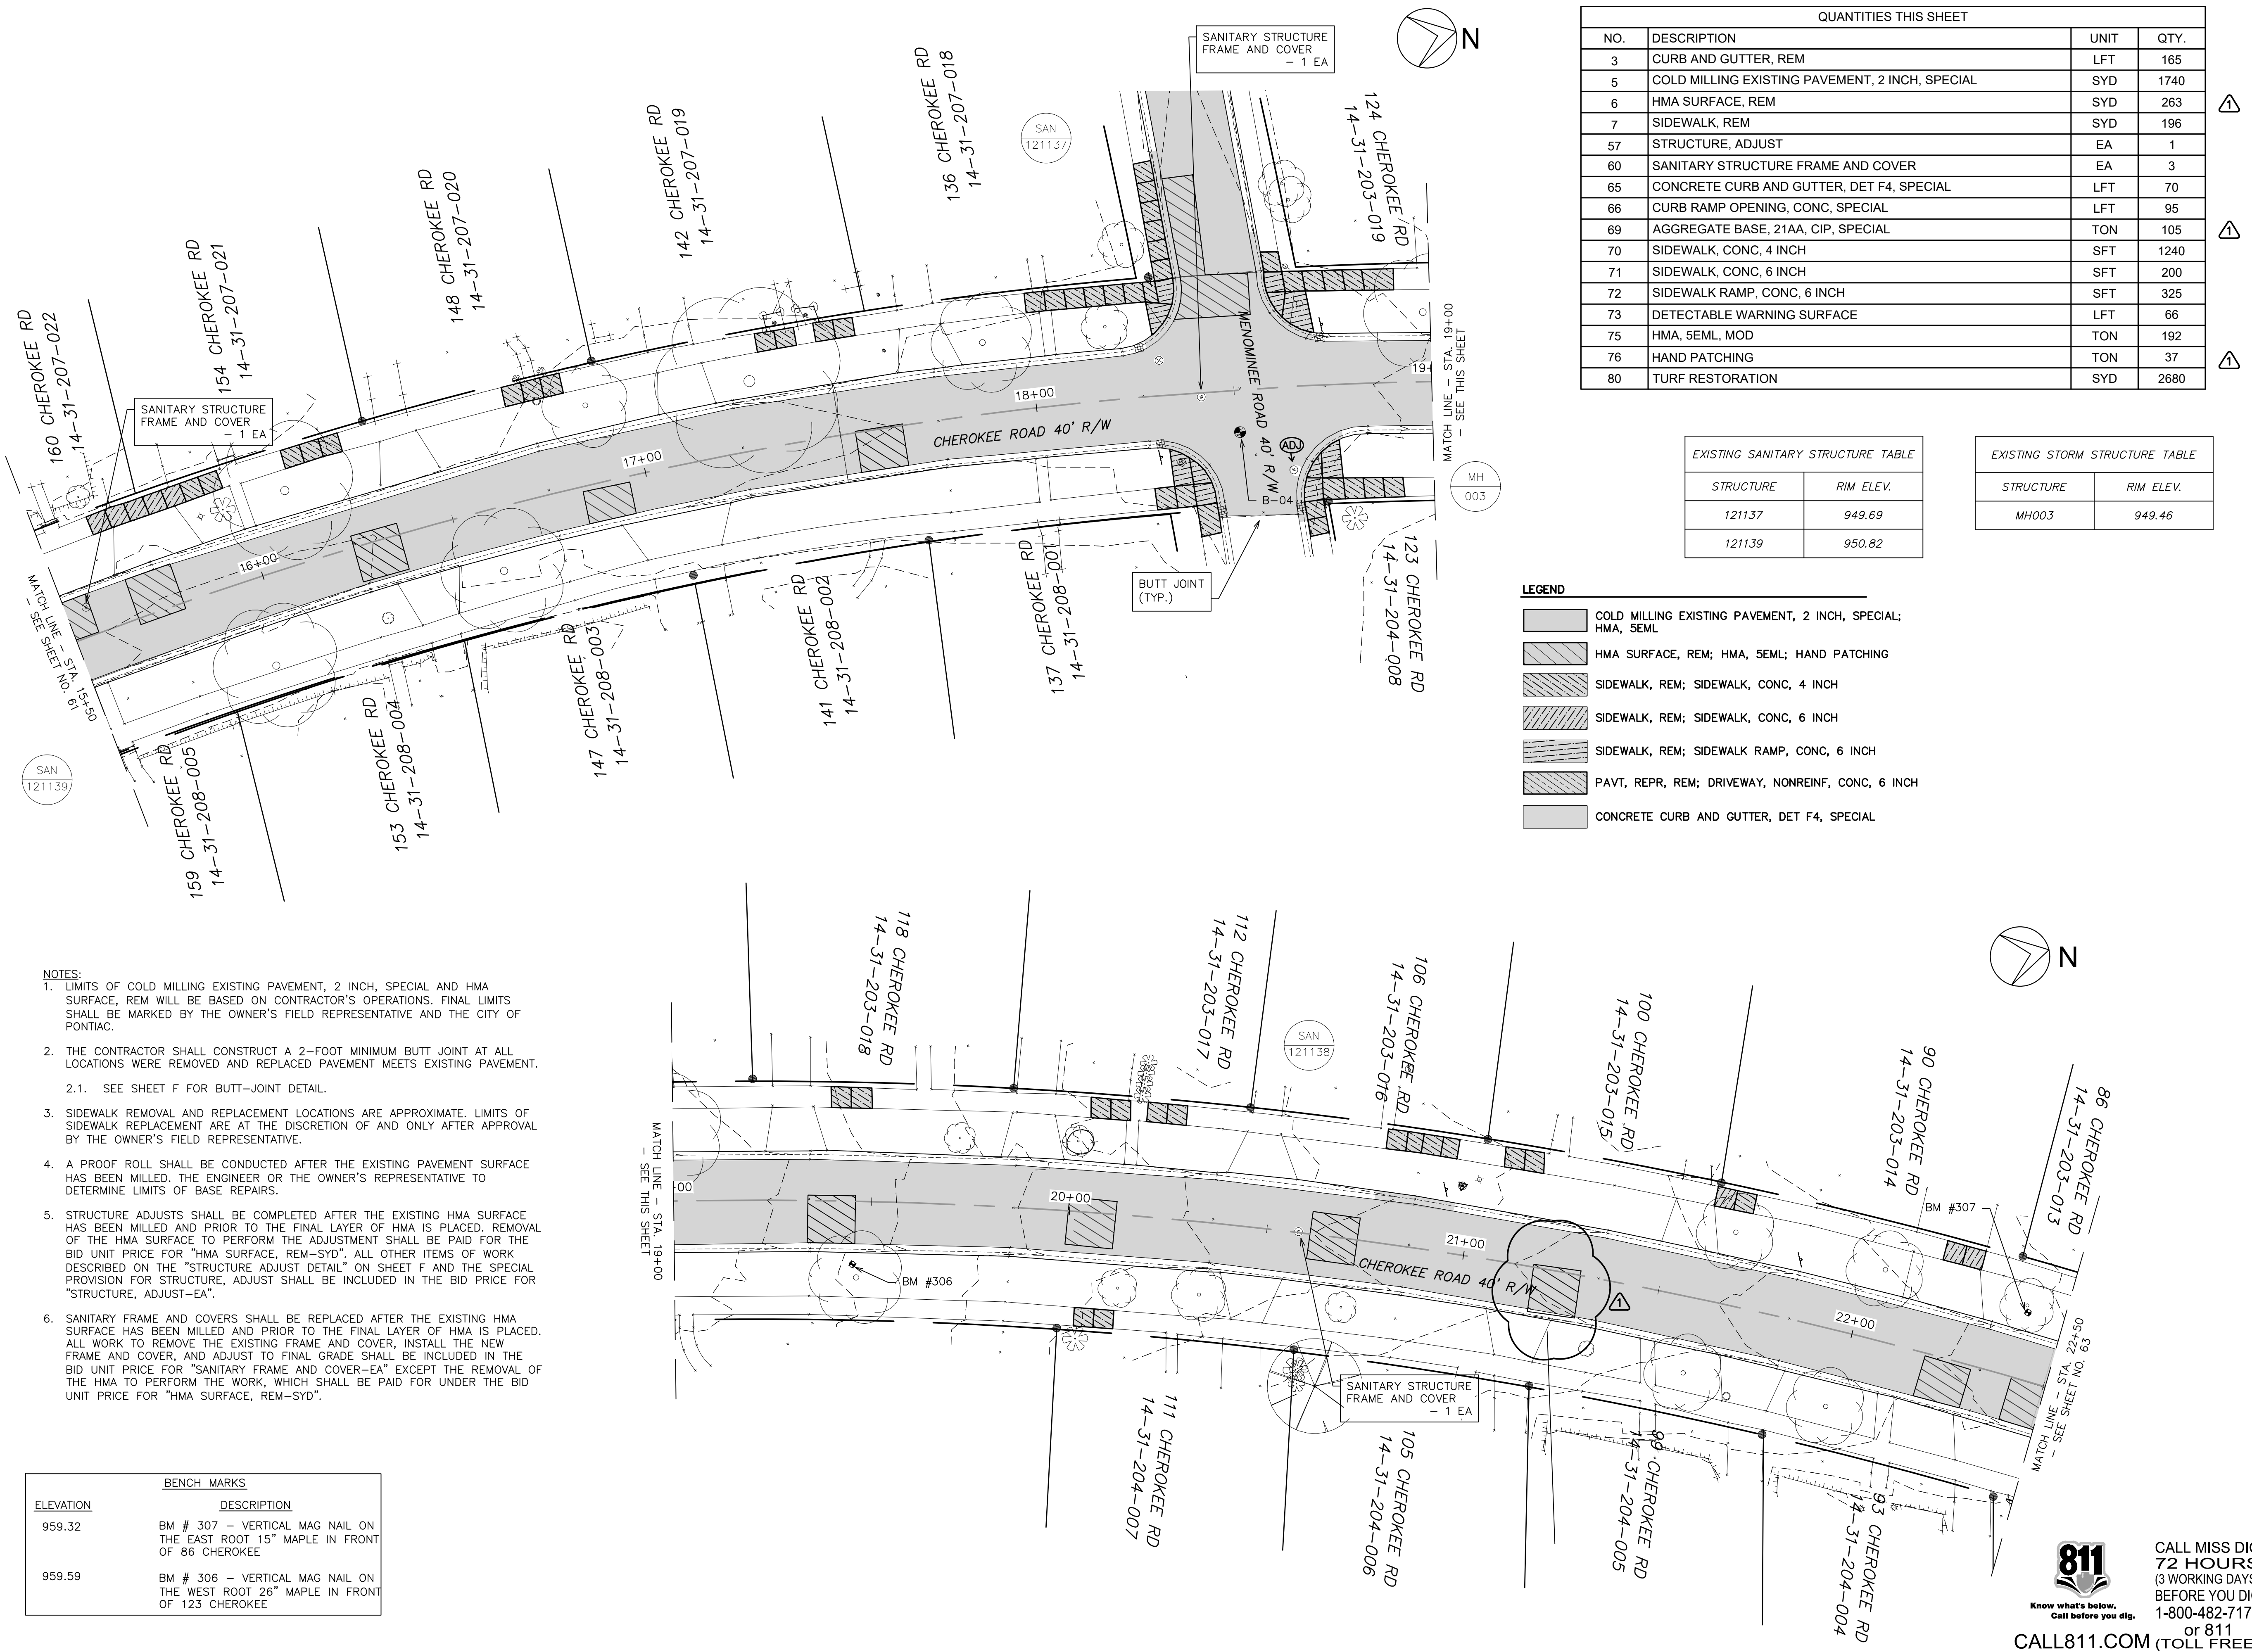 SANITARY STRUCTURE
FRAME AND COVER
– 1 EA
N
160 CHEROKEE RD
14–31–207–022
154 CHEROKEE RD
14–31–207–021
148 CHEROKEE RD
14–31–207–020
142 CHEROKEE RD
14–31–207–019
136 CHEROKEE RD
14–31–207–018
SAN
121137
124 CHEROKEE RD
14–31–203–019
SANITARY STRUCTURE
FRAME AND COVER
– 1 EA
16+00
17+00
18+00
19+
CHEROKEE ROAD 40' R/W
MENOMINEE ROAD 40' R/W
ADJ
B–04
MATCH LINE – STA. 19+00
– SEE THIS SHEET
MH
003
BUTT JOINT
(TYP.)
MATCH LINE – STA. 15+50
– SEE SHEET NO. 61
SAN
121139
159 CHEROKEE RD
14–31–208–005
153 CHEROKEE RD
14–31–208–004
147 CHEROKEE RD
14–31–208–003
141 CHEROKEE RD
14–31–208–002
137 CHEROKEE RD
14–31–208–001
123 CHEROKEE RD
14–31–204–008
QUANTITIES THIS SHEET
NO. DESCRIPTION UNIT QTY.
3 CURB AND GUTTER, REM LFT 165
5 COLD MILLING EXISTING PAVEMENT, 2 INCH, SPECIAL SYD 1740
6 HMA SURFACE, REM SYD 263 1
7 SIDEWALK, REM SYD 196
57 STRUCTURE, ADJUST EA 1
60 SANITARY STRUCTURE FRAME AND COVER EA 3
65 CONCRETE CURB AND GUTTER, DET F4, SPECIAL LFT 70
66 CURB RAMP OPENING, CONC, SPECIAL LFT 95
69 AGGREGATE BASE, 21AA, CIP, SPECIAL TON 105 1
70 SIDEWALK, CONC, 4 INCH SFT 1240
71 SIDEWALK, CONC, 6 INCH SFT 200
72 SIDEWALK RAMP, CONC, 6 INCH SFT 325
73 DETECTABLE WARNING SURFACE LFT 66
75 HMA, 5EML, MOD TON 192
76 HAND PATCHING TON 37 1
80 TURF RESTORATION SYD 2680
EXISTING SANITARY STRUCTURE TABLE
STRUCTURE RIM ELEV.
121137 949.69
121139 950.82
EXISTING STORM STRUCTURE TABLE
STRUCTURE RIM ELEV.
MH003 949.46
LEGEND
COLD MILLING EXISTING PAVEMENT, 2 INCH, SPECIAL;
HMA, 5EML
HMA SURFACE, REM; HMA, 5EML; HAND PATCHING
SIDEWALK, REM; SIDEWALK, CONC, 4 INCH
SIDEWALK, REM; SIDEWALK, CONC, 6 INCH
SIDEWALK, REM; SIDEWALK RAMP, CONC, 6 INCH
PAVT, REPR, REM; DRIVEWAY, NONREINF, CONC, 6 INCH
CONCRETE CURB AND GUTTER, DET F4, SPECIAL
NOTES:
1. LIMITS OF COLD MILLING EXISTING PAVEMENT, 2 INCH, SPECIAL AND HMA
SURFACE, REM WILL BE BASED ON CONTRACTOR'S OPERATIONS. FINAL LIMITS
SHALL BE MARKED BY THE OWNER'S FIELD REPRESENTATIVE AND THE CITY OF
PONTIAC.
2. THE CONTRACTOR SHALL CONSTRUCT A 2–FOOT MINIMUM BUTT JOINT AT ALL
LOCATIONS WERE REMOVED AND REPLACED PAVEMENT MEETS EXISTING PAVEMENT.
2.1. SEE SHEET F FOR BUTT–JOINT DETAIL.
3. SIDEWALK REMOVAL AND REPLACEMENT LOCATIONS ARE APPROXIMATE. LIMITS OF
SIDEWALK REPLACEMENT ARE AT THE DISCRETION OF AND ONLY AFTER APPROVAL
BY THE OWNER'S FIELD REPRESENTATIVE.
4. A PROOF ROLL SHALL BE CONDUCTED AFTER THE EXISTING PAVEMENT SURFACE
HAS BEEN MILLED. THE ENGINEER OR THE OWNER'S REPRESENTATIVE TO
DETERMINE LIMITS OF BASE REPAIRS.
5. STRUCTURE ADJUSTS SHALL BE COMPLETED AFTER THE EXISTING HMA SURFACE
HAS BEEN MILLED AND PRIOR TO THE FINAL LAYER OF HMA IS PLACED. REMOVAL
OF THE HMA SURFACE TO PERFORM THE ADJUSTMENT SHALL BE PAID FOR THE
BID UNIT PRICE FOR "HMA SURFACE, REM–SYD". ALL OTHER ITEMS OF WORK
DESCRIBED ON THE "STRUCTURE ADJUST DETAIL" ON SHEET F AND THE SPECIAL
PROVISION FOR STRUCTURE, ADJUST SHALL BE INCLUDED IN THE BID PRICE FOR
"STRUCTURE, ADJUST–EA".
6. SANITARY FRAME AND COVERS SHALL BE REPLACED AFTER THE EXISTING HMA
SURFACE HAS BEEN MILLED AND PRIOR TO THE FINAL LAYER OF HMA IS PLACED.
ALL WORK TO REMOVE THE EXISTING FRAME AND COVER, INSTALL THE NEW
FRAME AND COVER, AND ADJUST TO FINAL GRADE SHALL BE INCLUDED IN THE
BID UNIT PRICE FOR "SANITARY FRAME AND COVER–EA" EXCEPT THE REMOVAL OF
THE HMA TO PERFORM THE WORK, WHICH SHALL BE PAID FOR UNDER THE BID
UNIT PRICE FOR "HMA SURFACE, REM–SYD".
BENCH MARKS
ELEVATION DESCRIPTION
959.32 BM # 307 – VERTICAL MAG NAIL ON
THE EAST ROOT 15" MAPLE IN FRONT
OF 86 CHEROKEE
959.59 BM # 306 – VERTICAL MAG NAIL ON
THE WEST ROOT 26" MAPLE IN FRONT
OF 123 CHEROKEE
N
118 CHEROKEE RD
14–31–203–018
112 CHEROKEE RD
14–31–203–017
SAN
121138
106 CHEROKEE RD
14–31–203–016
100 CHEROKEE RD
14–31–203–015
90 CHEROKEE RD
14–31–203–014
86 CHEROKEE RD
14–31–203–013
BM #307
MATCH LINE – STA. 19+00
– SEE THIS SHEET
+00
20+00
21+00
22+00
CHEROKEE ROAD 40' R/W
1
BM #306
SANITARY STRUCTURE
FRAME AND COVER
– 1 EA
MATCH LINE – STA. 22+50
– SEE SHEET NO. 63
111 CHEROKEE RD
14–31–204–007
105 CHEROKEE RD
14–31–204–006
99 CHEROKEE RD
14–31–204–005
93 CHEROKEE RD
14–31–204–004
811
Know what's below.
Call before you dig.
CALL811.COM
CALL MISS DIG
72 HOURS
(3 WORKING DAYS
BEFORE YOU DIG
1-800-482-717
or 811
(TOLL FREE